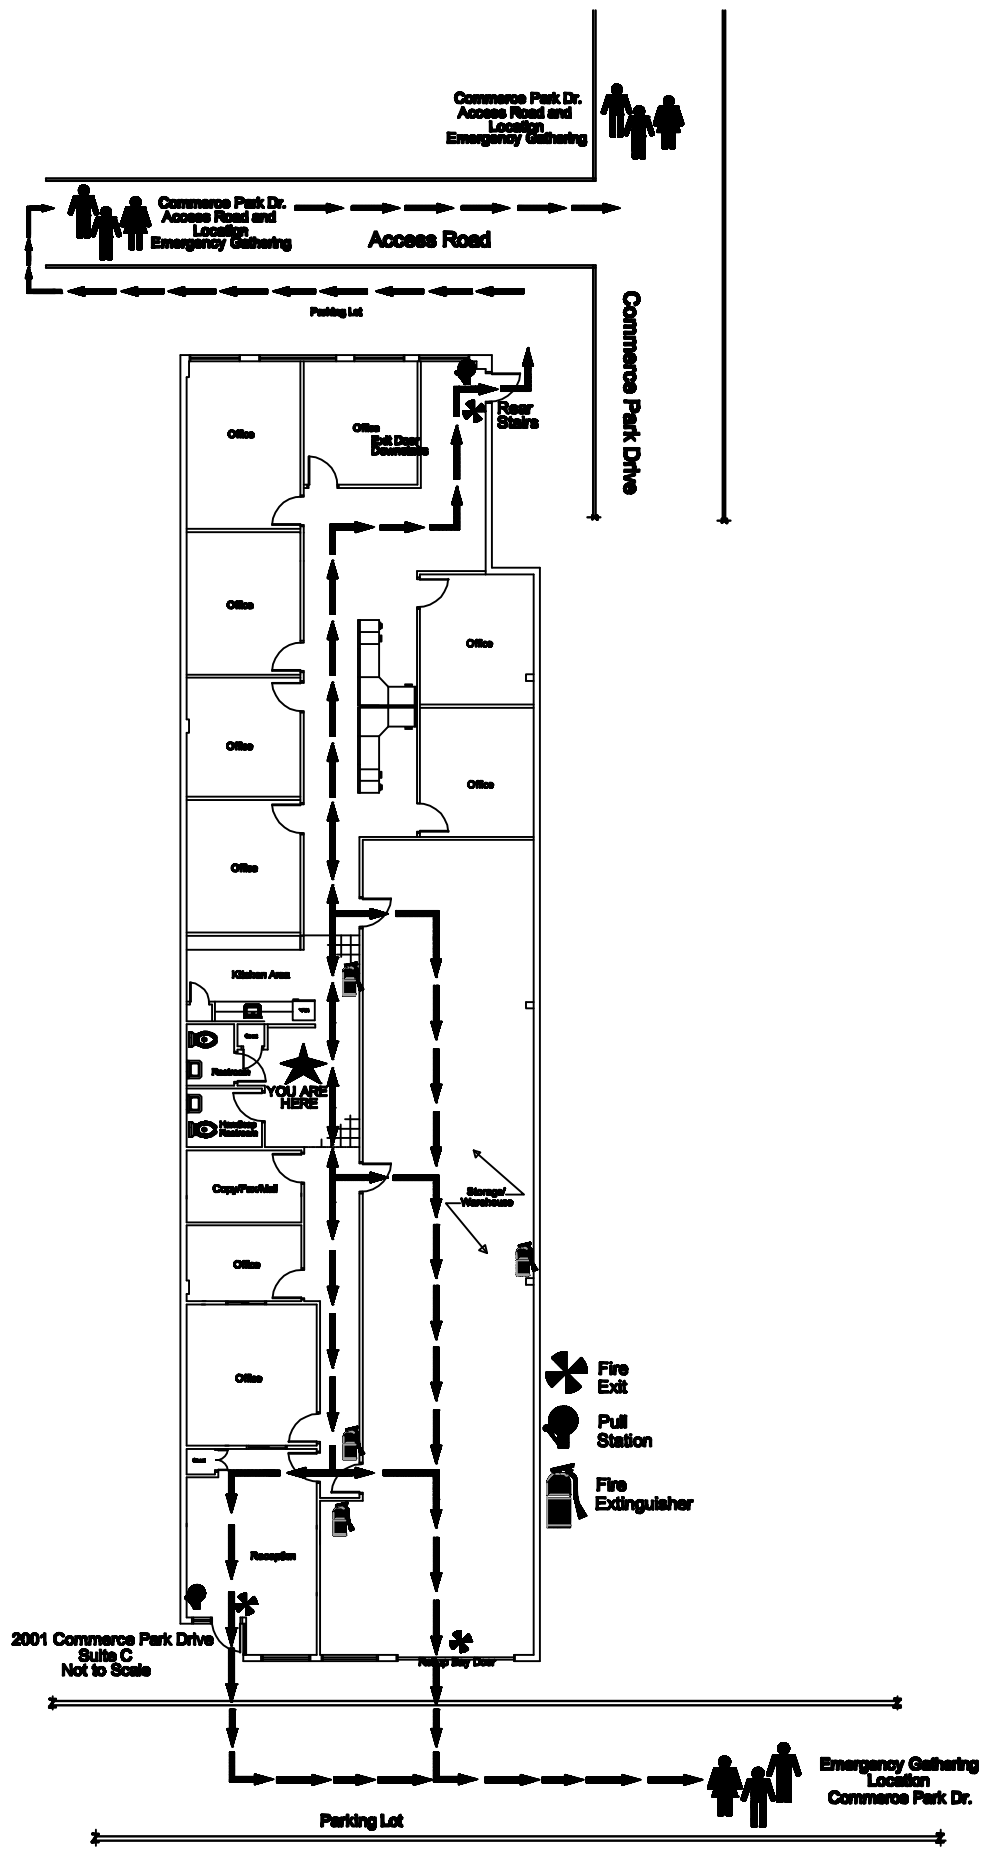 Commerce Park Dr.
Access Road and
Location
Emergency Gathering
Commerce Park Dr.
Access Road and
Location
Emergency Gathering
Access Road
Parking Lot
Commerce Park Drive
Rear
Stairs
Office
Office
Exit Door
Downstairs
Office
Office
Office
Office
Office
Kitchen Area
Restroom
YOU ARE
HERE
Handicap
Restroom
Copy/Fax/Mail
Storage/
Warehouse
Office
Office
Fire
Exit
Pull
Station
Fire
Extinguisher
Reception
2001 Commerce Park Drive
Suite C
Not to Scale
Rollup Bay Door
Emergency Gathering
Location
Commerce Park Dr.
Parking Lot